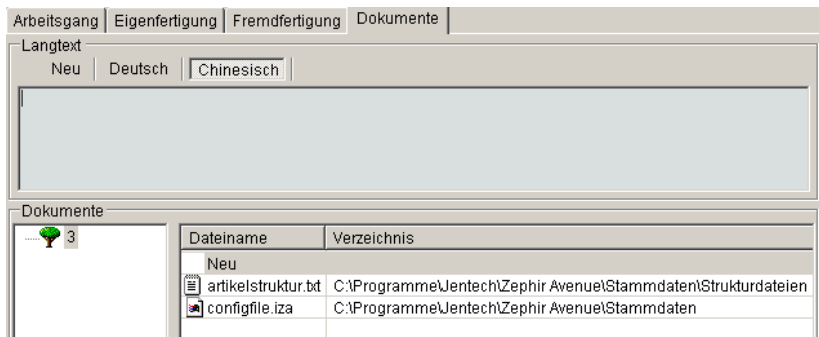 Arbeitsgang Eigenfertigung Fremdfertigung Dokumente
Langtext
Neu Deutsch Chinesisch
Dokumente
3
Dateiname Verzeichnis
Neu
artikelstruktur.txt C:\Programme\Jentech\Zephir Avenue\Stammdaten\Strukturdateien
configfile.iza C:\Programme\Jentech\Zephir Avenue\Stammdaten